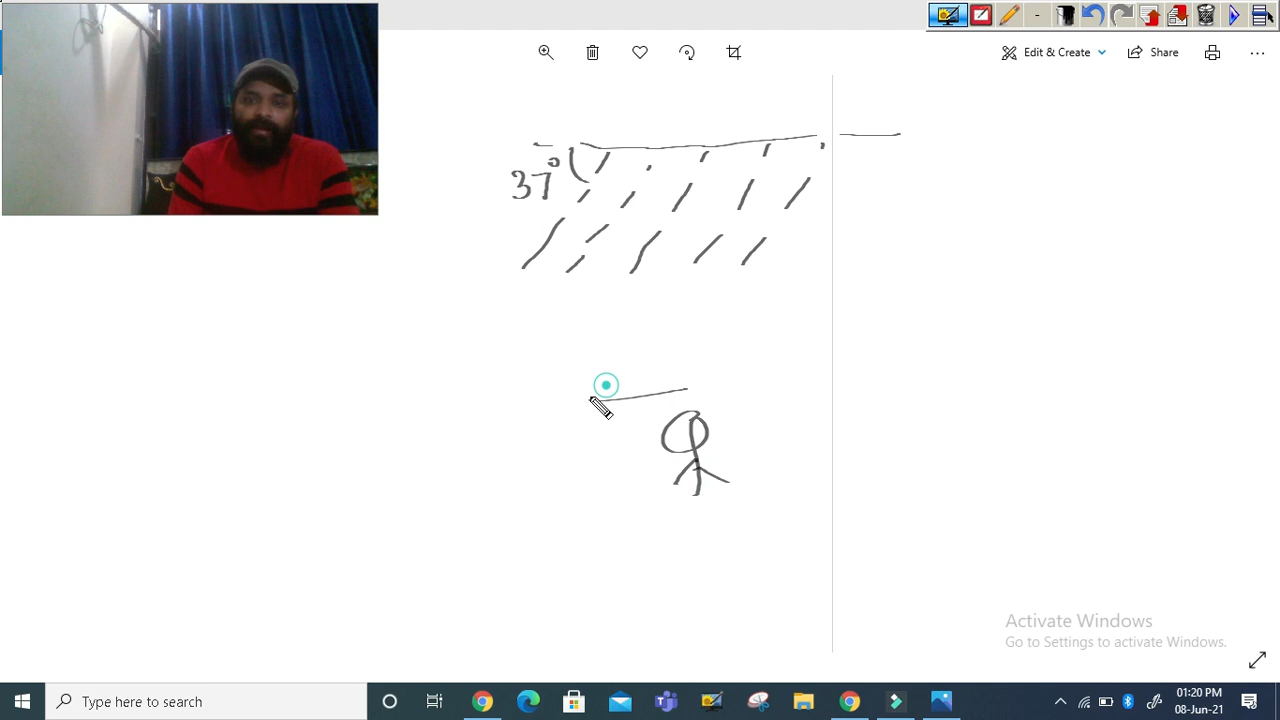 Edit & Create
Share
37°
Activate Windows
Go to Settings to activate Windows.
Type here to search
01:20 PM
08-Jun-21